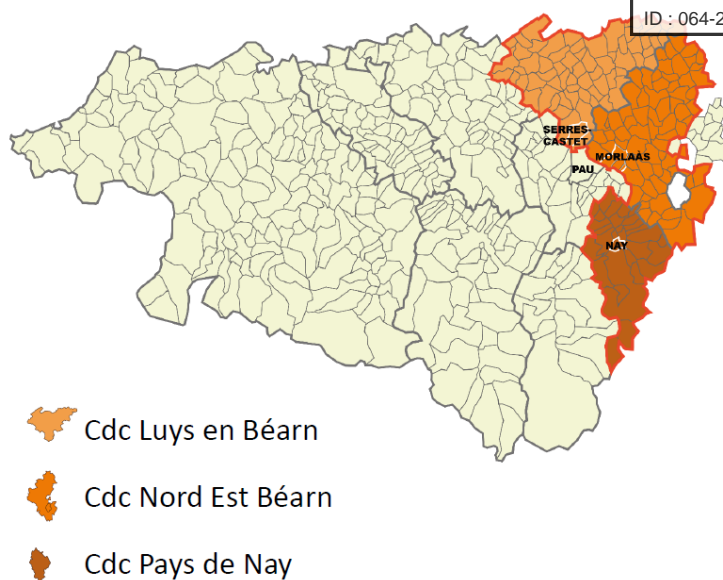 ID : 064-2
SERRES-
CASTET
MORLAÀS
PAU
NAY
Cdc Luys en Béarn
Cdc Nord Est Béarn
Cdc Pays de Nay